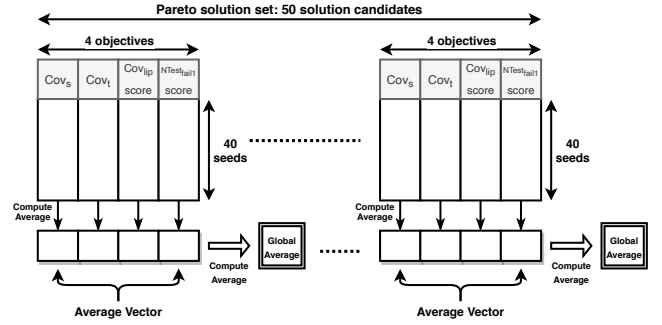 Pareto solution set: 50 solution candidates
4 objectives
4 objectives
Cov_s
Cov_t
Cov_lip
score
NTest_fail1
score
Cov_s
Cov_t
Cov_lip
score
NTest_fail1
score
40
seeds
40
seeds
Compute
Average
Compute
Average
Global
Average
Global
Average
Compute
Average
Compute
Average
Average Vector
Average Vector